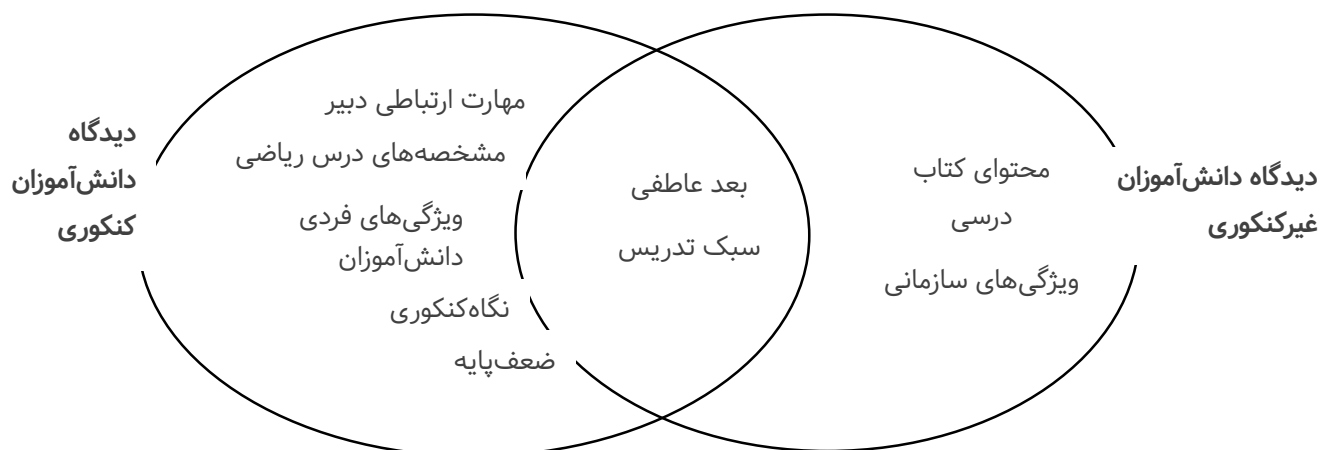 دیدگاه
دانش‌آموزان
کنکوری
مهارت ارتباطی دبیر
مشخصه‌های درس ریاضی
ویژگی‌های فردی
دانش‌آموزان
نگاه‌کنکوری
ضعف‌پایه
بعد عاطفی
سبک تدریس
محتوای کتاب
درسی
ویژگی‌های سازمانی
دیدگاه دانش‌آموزان
غیرکنکوری